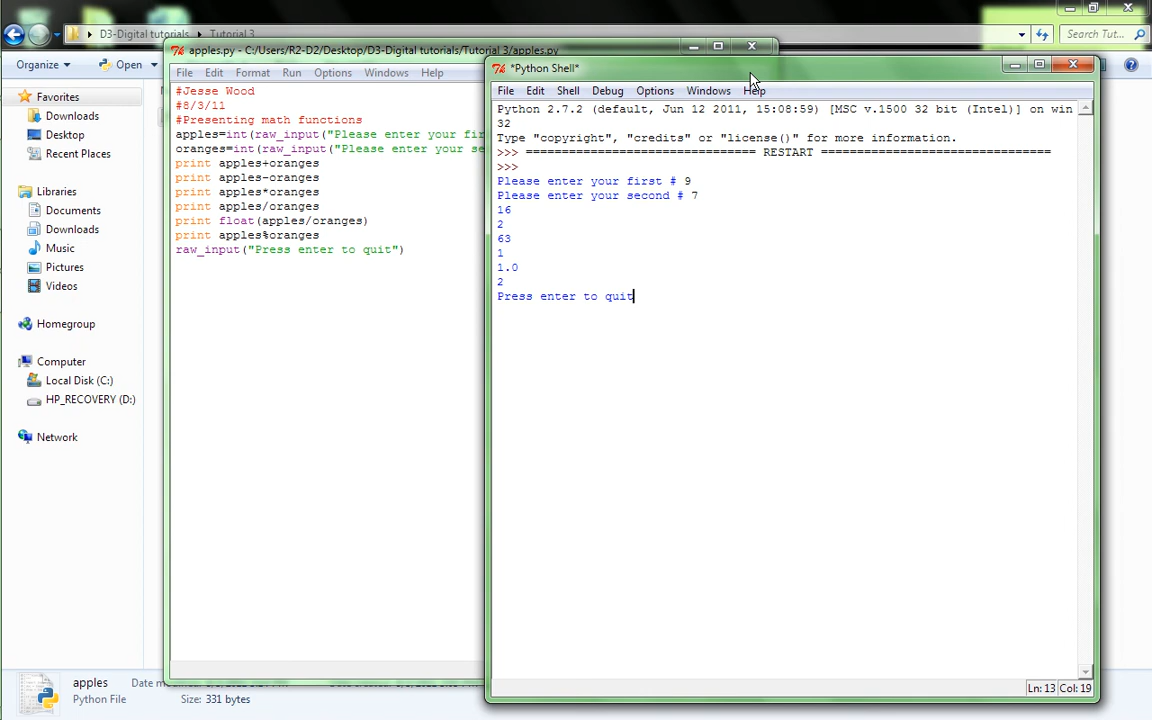 D3-Digital tutorials
Tutorial 3
Search Tut...
Organize
Open
Favorites
Downloads
Desktop
Recent Places
Libraries
Documents
Downloads
Music
Pictures
Videos
Homegroup
Computer
Local Disk (C:)
HP_RECOVERY (D:)
Network
apples
Python File
Size: 331 bytes
apples.py - C:/Users/R2-D2/Desktop/D3-Digital tutorials/Tutorial 3/apples.py
File Edit Format Run Options Windows Help
#Jesse Wood
#8/3/11
#Presenting math functions
apples=int(raw_input("Please enter your fir
oranges=int(raw_input("Please enter your se
print apples+oranges
print apples-oranges
print apples*oranges
print apples/oranges
print float(apples/oranges)
print apples%oranges
raw_input("Press enter to quit")
*Python Shell*
File Edit Shell Debug Options Windows Help
Python 2.7.2 (default, Jun 12 2011, 15:08:59) [MSC v.1500 32 bit (Intel)] on win
32
Type "copyright", "credits" or "license()" for more information.
>>> ================================ RESTART ================================
>>>
Please enter your first # 9
Please enter your second # 7
16
2
63
1
1.0
2
Press enter to quit
Ln: 13 Col: 19